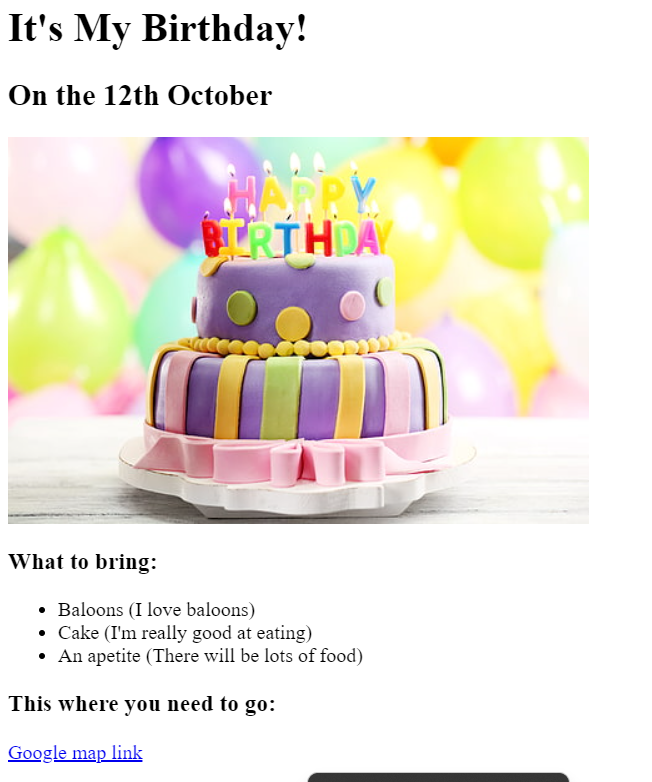 It's My Birthday!
On the 12th October
HAPPY
BIRTHDAY
What to bring:
Baloons (I love baloons)
Cake (I'm really good at eating)
An apetite (There will be lots of food)
This where you need to go:
Google map link